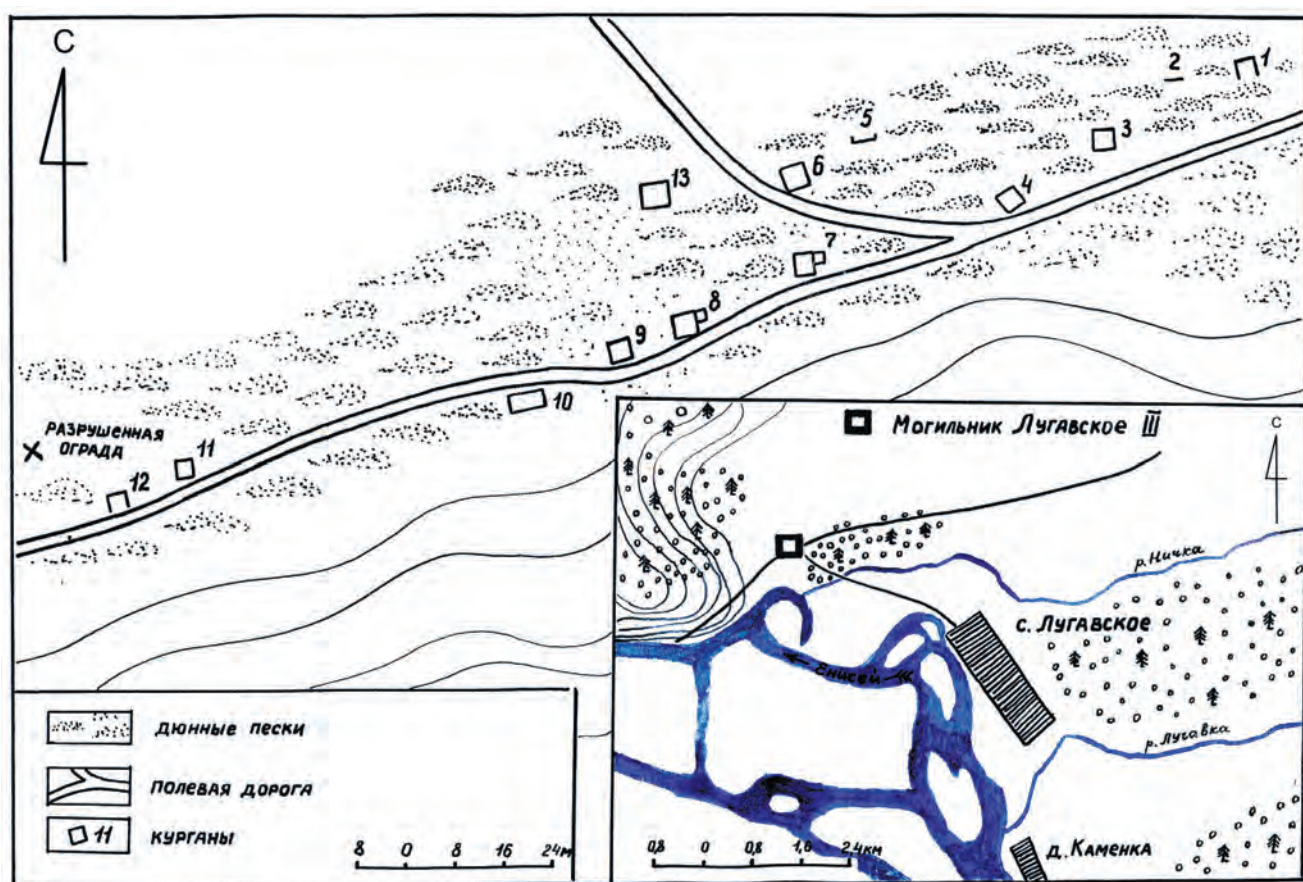 С
1
2
3
4
5
6
13
7
8
9
10
11
12
РАЗРУШЕННАЯ
ОГРАДА
ДЮННЫЕ ПЕСКИ
ПОЛЕВАЯ ДОРОГА
11 КУРГАНЫ
8 0 8 16 24м
Могильник Лугавское III
С
р. Ничка
с. Лугавское
Енисей
р. Лугавка
д. Каменка
0,8 0 0,8 1,6 2,4км